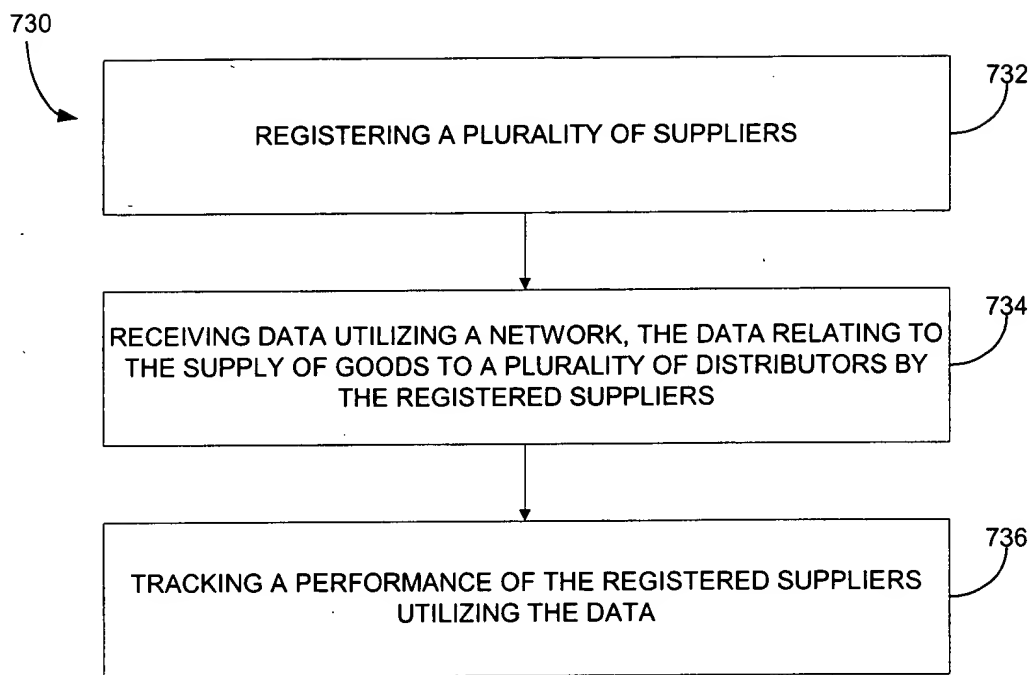 730
732
REGISTERING A PLURALITY OF SUPPLIERS
734
RECEIVING DATA UTILIZING A NETWORK, THE DATA RELATING TO
THE SUPPLY OF GOODS TO A PLURALITY OF DISTRIBUTORS BY
THE REGISTERED SUPPLIERS
736
TRACKING A PERFORMANCE OF THE REGISTERED SUPPLIERS
UTILIZING THE DATA